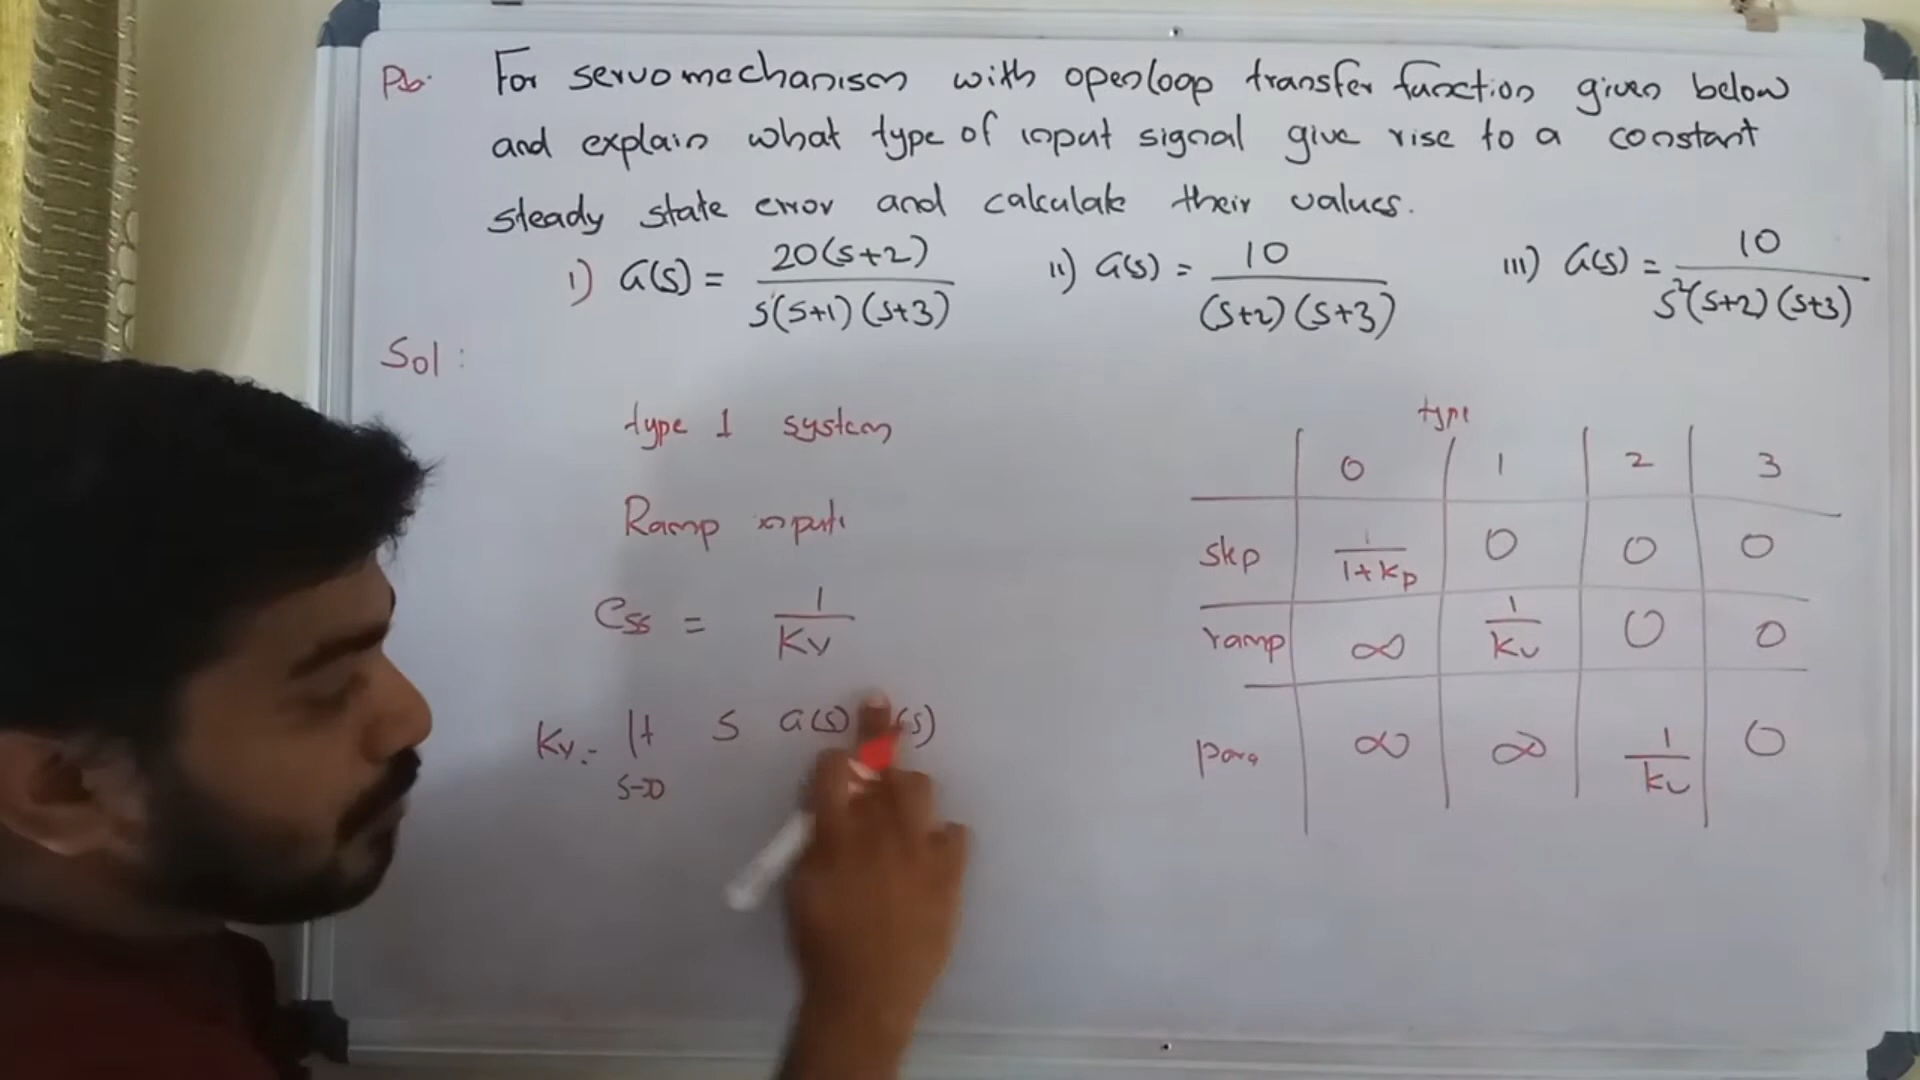 Pb. For servomechanism with openloop transfer function given below
and explain what type of input signal give rise to a constant
steady state error and calculate their values.
i) G(s) = 20(s+2) / s(s+1)(s+3)
ii) G(s) = 10 / (s+2)(s+3)
iii) G(s) = 10 / s²(s+2)(s+3)
Sol :
type 1 system
Ramp input
ess = 1 / Kv
Kv = lt s→0 s G(s) (s)
type
0 1 2 3
step 1 / 1+Kp 0 0 0
ramp ∞ 1 / Kv 0 0
para ∞ ∞ 1 / Kv 0